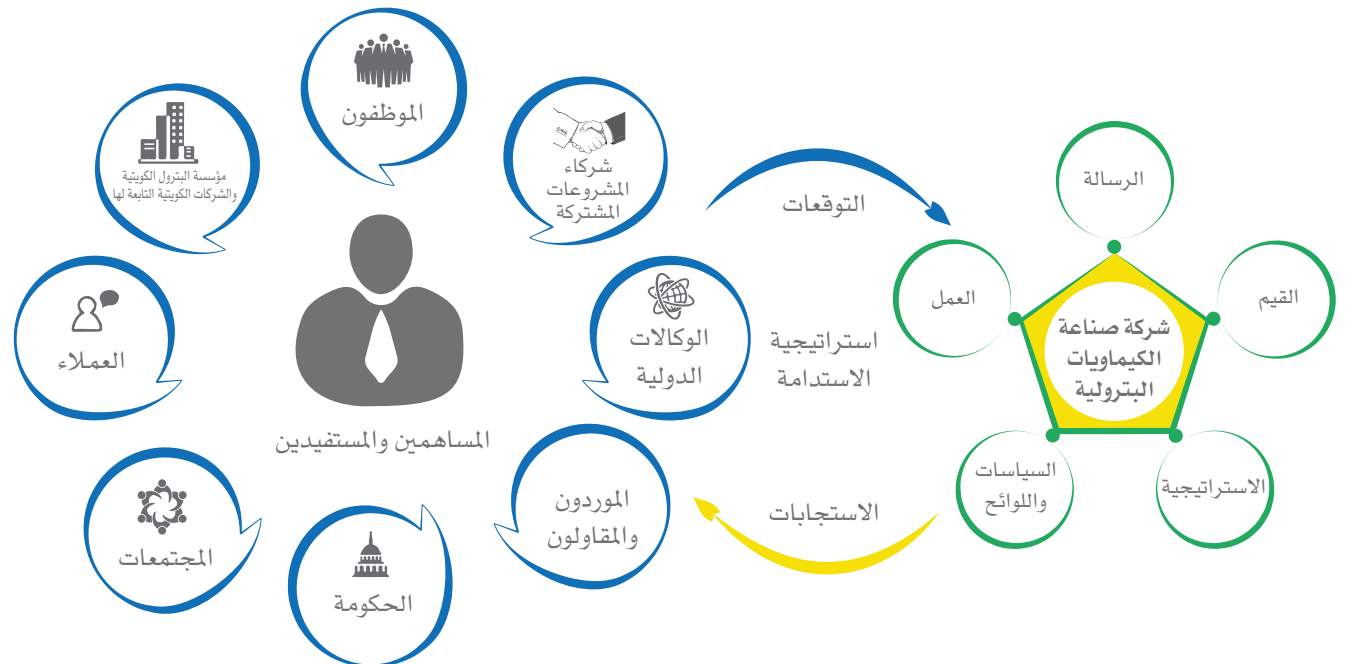 الموظفون
شركاء
المشروعات
المشتركة
مؤسسة البترول الكويتية
والشركات الكويتية التابعة لها
العملاء
المجتمعات
الحكومة
الموردون
والمقاولون
الوكالات
الدولية
المساهمين والمستفيدين
التوقعات
استراتيجية
الاستدامة
الاستجابات
الرسالة
القيم
الاستراتيجية
السياسات
واللوائح
العمل
شركة صناعة
الكيماويات
البترولية